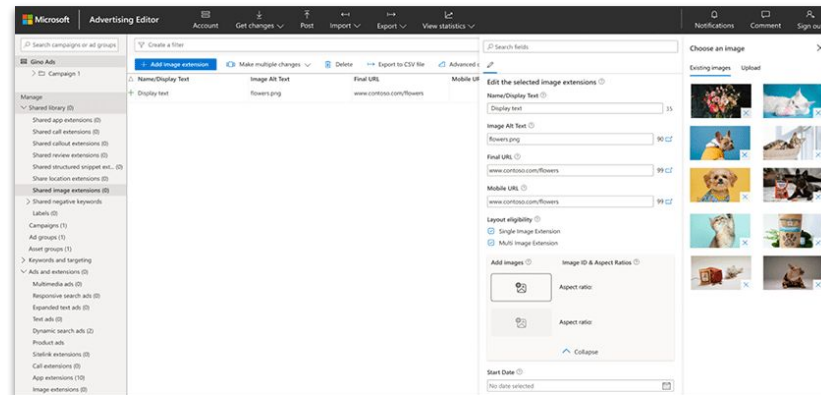 Microsoft
Advertising Editor
Account
Get changes
Post
Import
Export
View statistics
Notifications
Comment
Sign ou
Search campaigns or ad groups
Gino Ads
Campaign 1
Manage
Shared library (0)
Shared app extensions (0)
Shared call extensions (0)
Shared callout extensions (0)
Shared review extensions (0)
Shared structured snippet ext... (0)
Share location extensions (0)
Shared image extensions (0)
Shared negative keywords
Labels (0)
Campaigns (1)
Ad groups (1)
Asset groups (1)
Keywords and targeting
Ads and extensions (0)
Multimedia ads (0)
Responsive search ads (0)
Expanded text ads (0)
Text ads (0)
Dynamic search ads (2)
Product ads
Sitelink extensions (0)
Call extensions (0)
App extensions (10)
Image extensions (0)
Create a filter
+ Add image extension
Make multiple changes
Delete
Export to CSV file
Advanced
Name/Display Text
Image Alt Text
Final URL
Mobile UR
Display text
flowers.png
www.contoso.com/flowers
Search fields
Edit the selected image extensions
Name/Display Text
Display text
15
Image Alt Text
flowers.png
90
Final URL
www.contoso.com/flowers
99
Mobile URL
www.contoso.com/flowers
99
Layout eligibility
Single Image Extension
Multi Image Extension
Add images
Image ID & Aspect Ratios
Aspect ratio:
Aspect ratio:
Collapse
Start Date
No date selected
Choose an image
Existing images
Upload